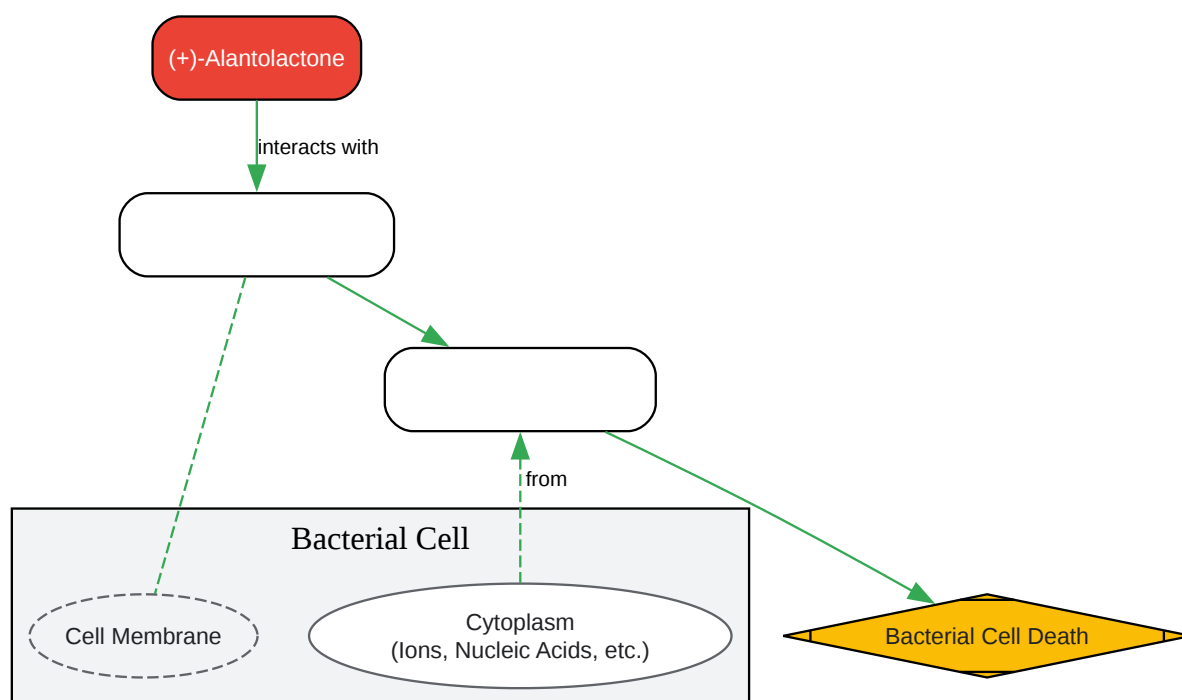 (+)-Alantolactone
interacts with
from
Bacterial Cell
Cell Membrane
Cytoplasm
(Ions, Nucleic Acids, etc.)
Bacterial Cell Death